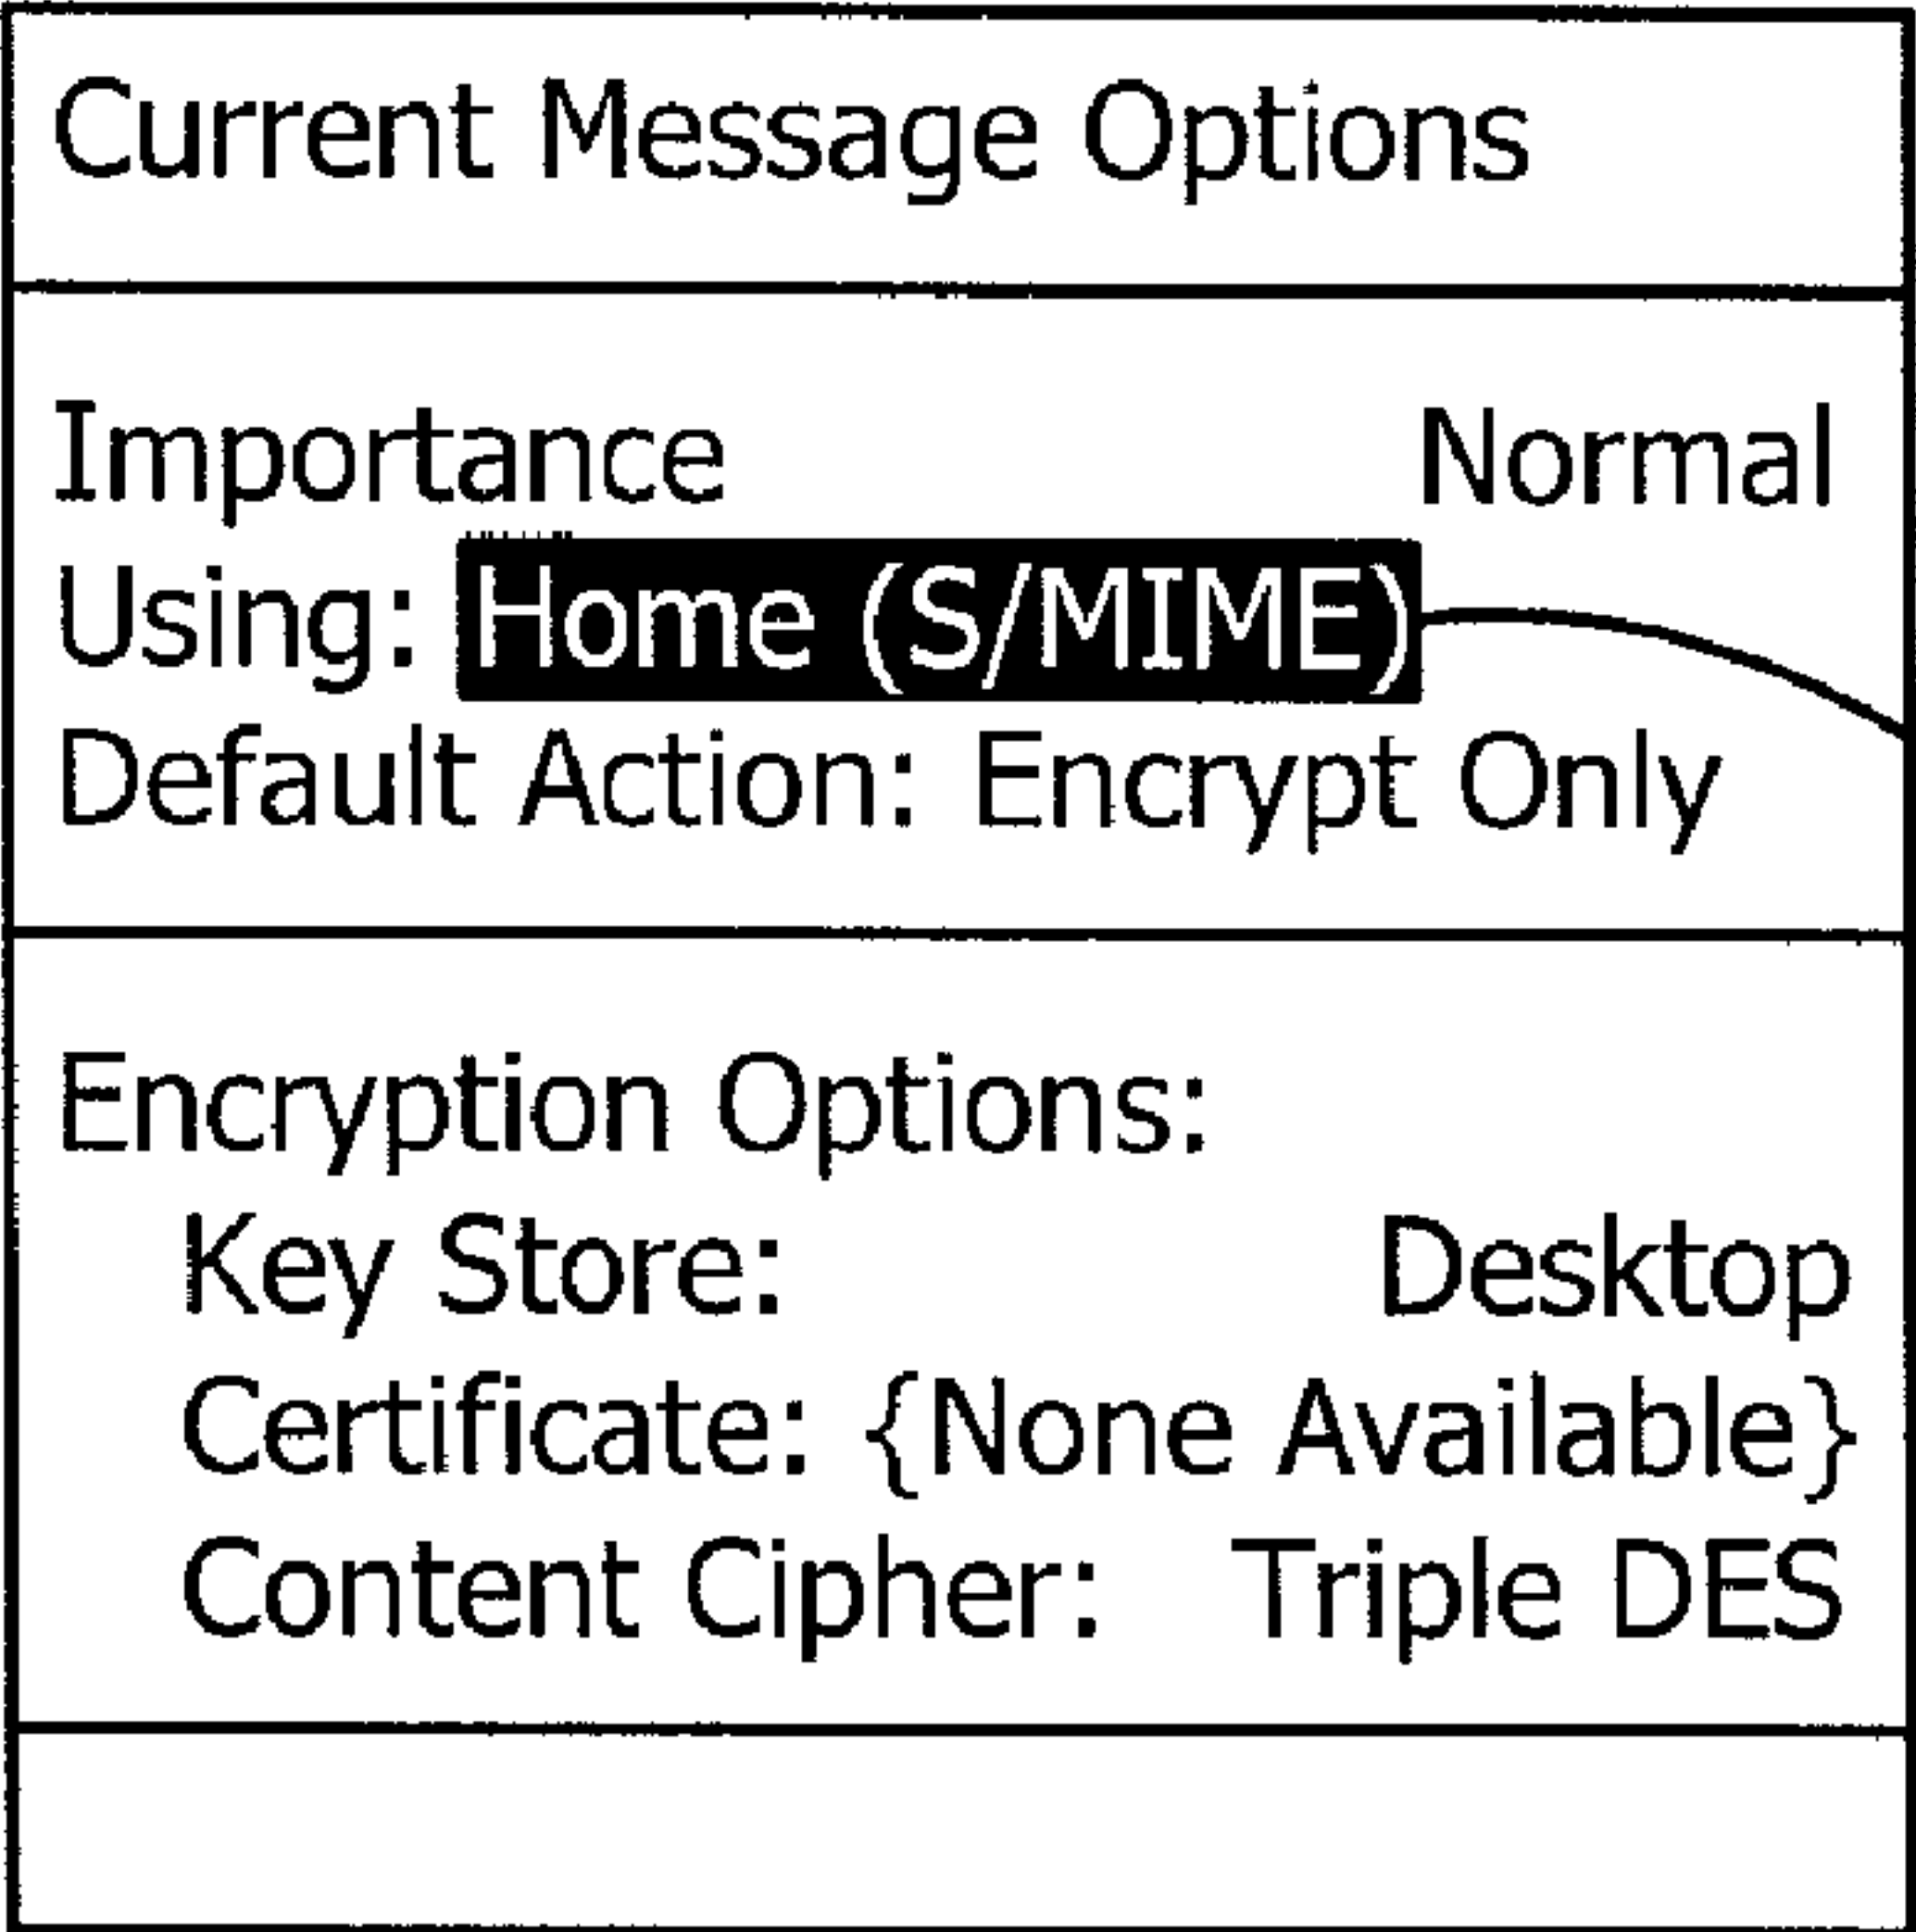 Current Message Options
Importance Normal
Using: Home (S/MIME)
Default Action: Encrypt Only
Encryption Options:
Key Store: Desktop
Certificate: {None Available}
Content Cipher: Triple DES